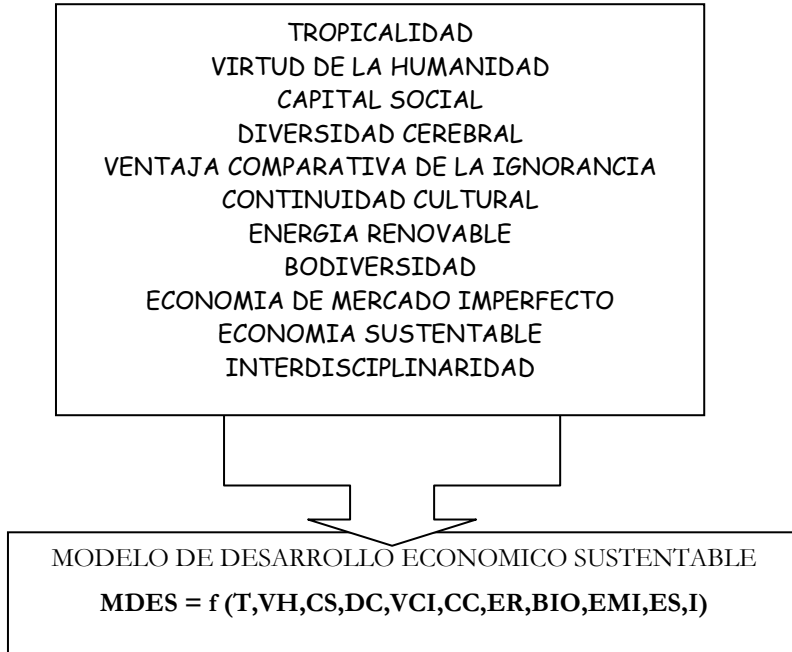 TROPICALIDAD
VIRTUD DE LA HUMANIDAD
CAPITAL SOCIAL
DIVERSIDAD CEREBRAL
VENTAJA COMPARATIVA DE LA IGNORANCIA
CONTINUIDAD CULTURAL
ENERGIA RENOVABLE
BODIVERSIDAD
ECONOMIA DE MERCADO IMPERFECTO
ECONOMIA SUSTENTABLE
INTERDISCIPLINARIDAD
MODELO DE DESARROLLO ECONOMICO SUSTENTABLE
MDES = f (T,VH,CS,DC,VCI,CC,ER,BIO,EMI,ES,I)